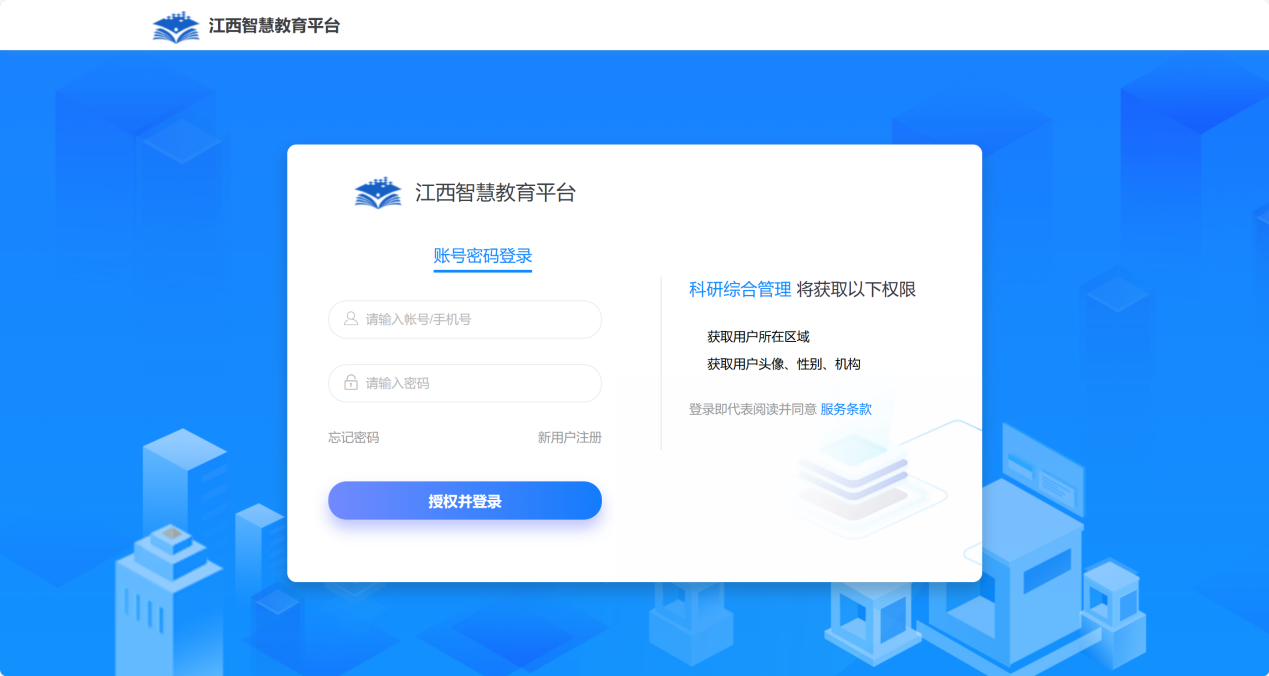 江西智慧教育平台
江西智慧教育平台
账号密码登录
请输入帐号/手机号
请输入密码
忘记密码
新用户注册
授权并登录
科研综合管理 将获取以下权限
获取用户所在区域
获取用户头像、性别、机构
登录即代表阅读并同意 服务条款